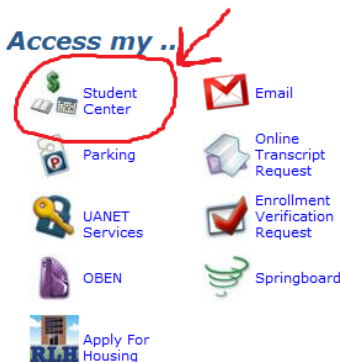 Access my ...
Student
Center
Email
Parking
P
Online
Transcript
Request
UANET
Services
Enrollment
Verification
Request
OBEN
Springboard
RLH
Apply For
Housing